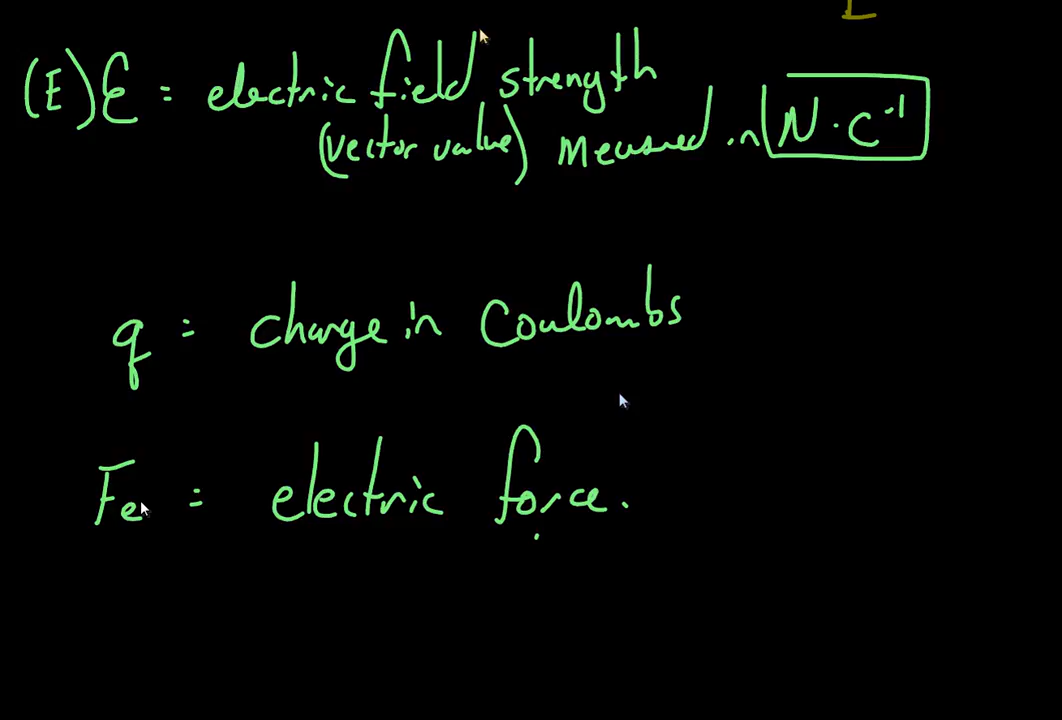 (E) Ɛ = electric field strength
(vector value) measured in N · C⁻¹
q = charge in Coulombs
Fe = electric force.